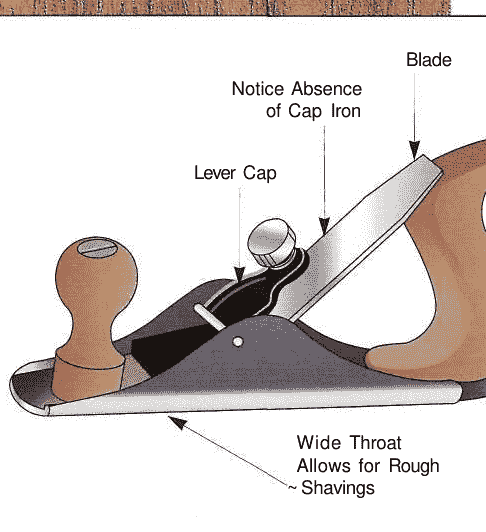 Blade
Notice Absence
of Cap Iron
Lever Cap
Wide Throat
Allows for Rough
~ Shavings